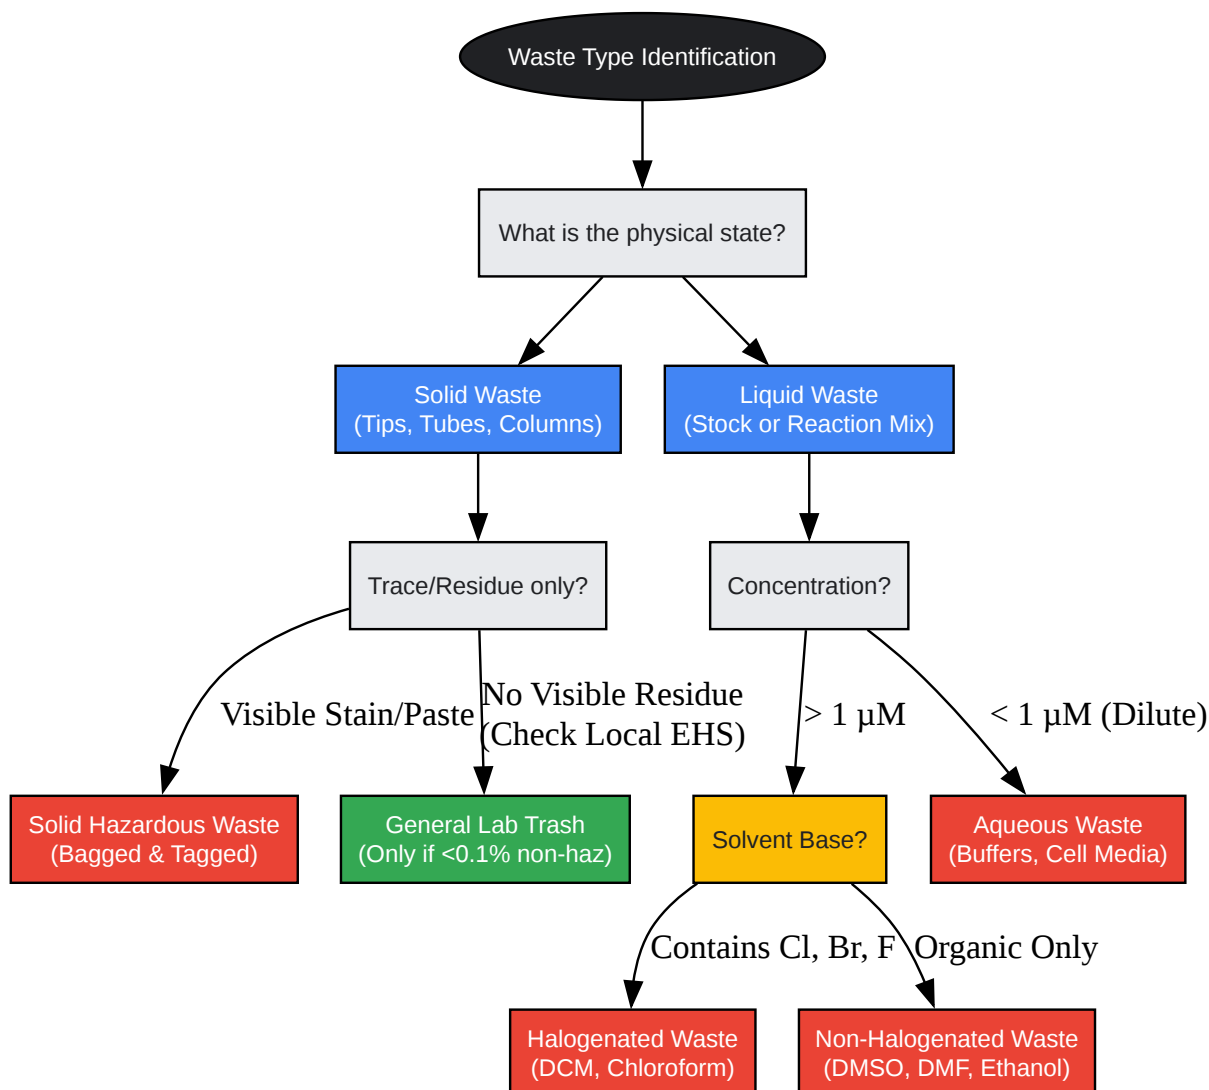 Waste Type Identification
What is the physical state?
Solid Waste
(Tips, Tubes, Columns)
Liquid Waste
(Stock or Reaction Mix)
Trace/Residue only?
Concentration?
Visible Stain/Paste
No Visible Residue
(Check Local EHS)
> 1 µM
< 1 µM (Dilute)
Solid Hazardous Waste
(Bagged & Tagged)
General Lab Trash
(Only if <0.1% non-haz)
Solvent Base?
Aqueous Waste
(Buffers, Cell Media)
Contains Cl, Br, F
Organic Only
Halogenated Waste
(DCM, Chloroform)
Non-Halogenated Waste
(DMSO, DMF, Ethanol)